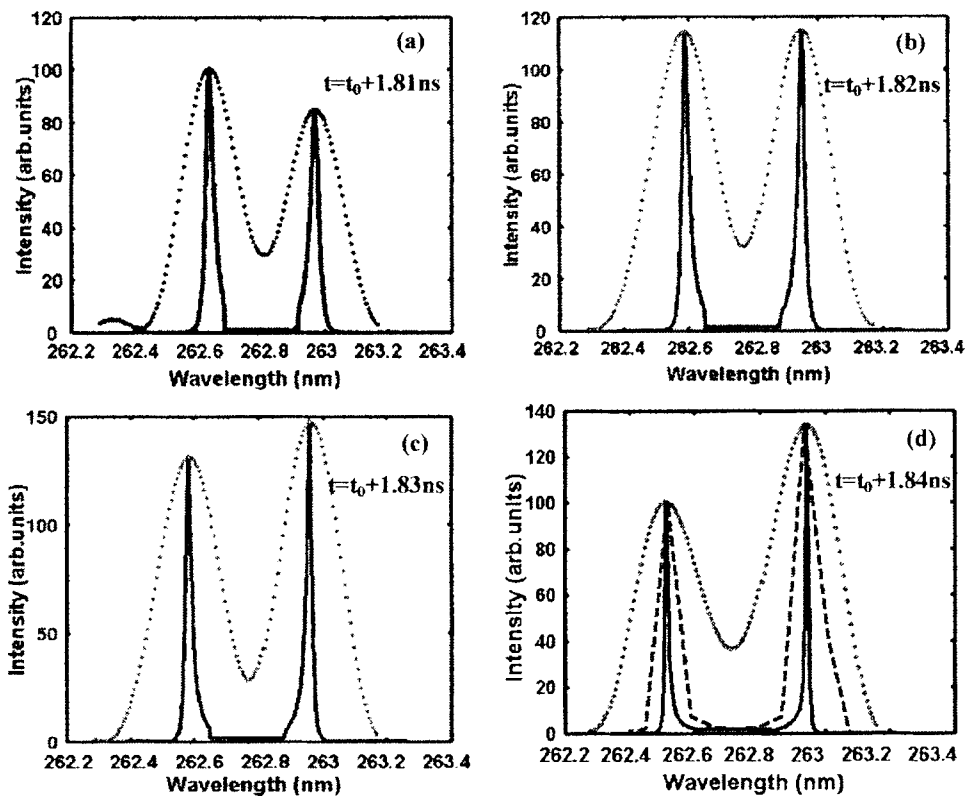 120
100
80
60
40
20
0
262.2 262.4 262.6 262.8 263 263.2 263.4
Wavelength (nm)
Intensity (arb.units)
(a)
t=t₀+1.81ns
120
100
80
60
40
20
0
262.2 262.4 262.6 262.8 263 263.2 263.4
Wavelength (nm)
Intensity (arb.units)
(b)
t=t₀+1.82ns
150
100
50
0
262.2 262.4 262.6 262.8 263 263.2 263.4
Wavelength (nm)
Intensity (arb.units)
(c)
t=t₀+1.83ns
140
120
100
80
60
40
20
0
262.2 262.4 262.6 262.8 263 263.2 263.4
Wavelength (nm)
Intensity (arb.units)
(d)
t=t₀+1.84ns